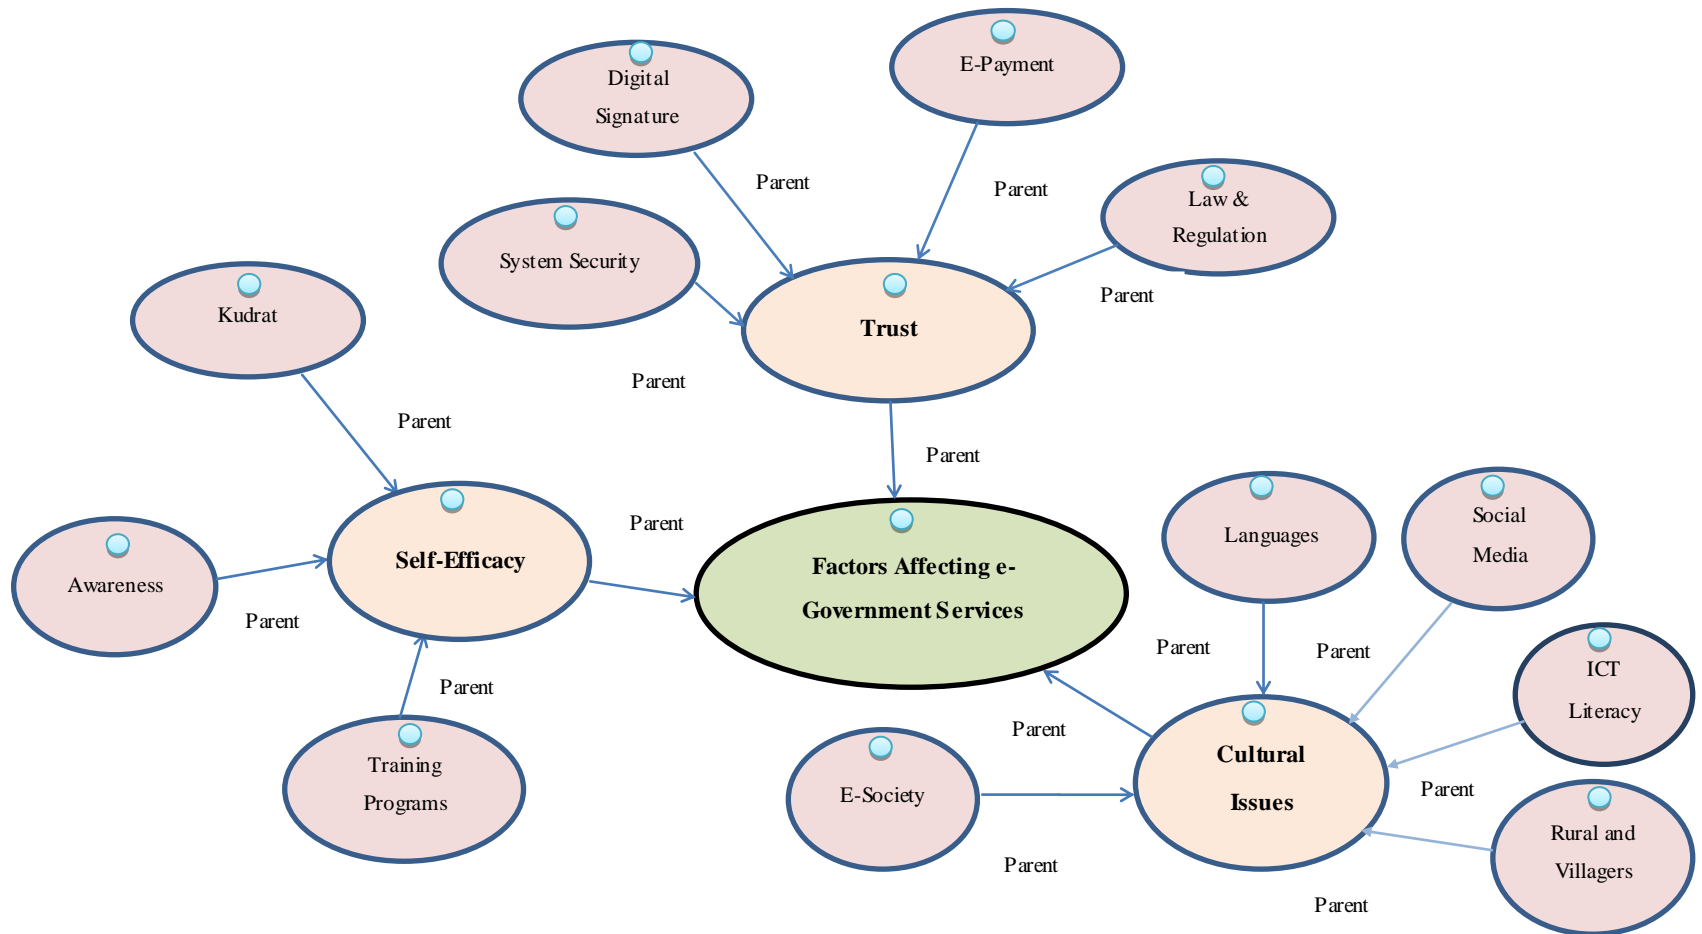 E-Payment
Digital
Signature
Parent
Parent
Law &
Regulation
System Security
Parent
Kudrat
Trust
Parent
Parent
Parent
Parent
Social
Media
Languages
Self-Efficacy
Factors Affecting e-
Government Services
Awareness
Parent
Parent
Parent
ICT
Literacy
Parent
Parent
Cultural
Issues
Training
Programs
E-Society
Parent
Rural and
Villagers
Parent
Parent